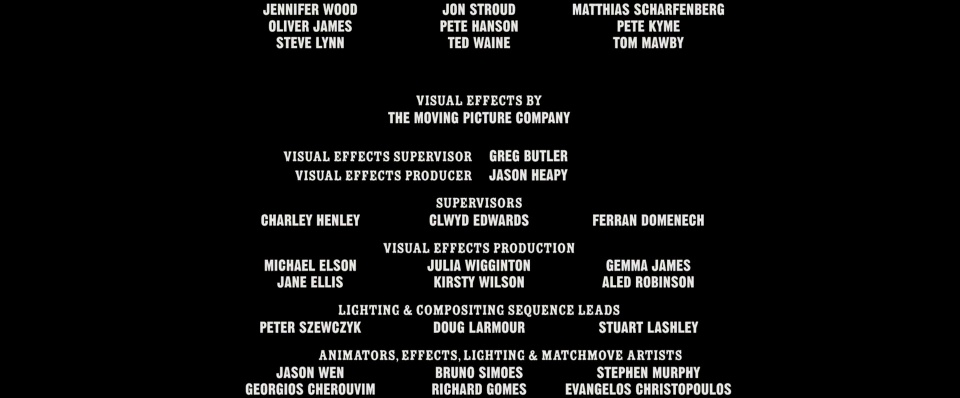 JENNIFER WOOD JON STROUD MATTHIAS SCHARFENBERG
OLIVER JAMES PETE HANSON PETE KYME
STEVE LYNN TED WAINE TOM MAWBY
VISUAL EFFECTS BY
THE MOVING PICTURE COMPANY
VISUAL EFFECTS SUPERVISOR GREG BUTLER
VISUAL EFFECTS PRODUCER JASON HEAPY
SUPERVISORS
CHARLEY HENLEY CLWYD EDWARDS FERRAN DOMENECH
VISUAL EFFECTS PRODUCTION
MICHAEL ELSON JULIA WIGGINTON GEMMA JAMES
JANE ELLIS KIRSTY WILSON ALED ROBINSON
LIGHTING & COMPOSITING SEQUENCE LEADS
PETER SZEWCZYK DOUG LARMOUR STUART LASHLEY
ANIMATORS, EFFECTS, LIGHTING & MATCHMOVE ARTISTS
JASON WEN BRUNO SIMOES STEPHEN MURPHY
GEORGIOS CHEROUVIM RICHARD GOMES EVANGELOS CHRISTOPOULOS